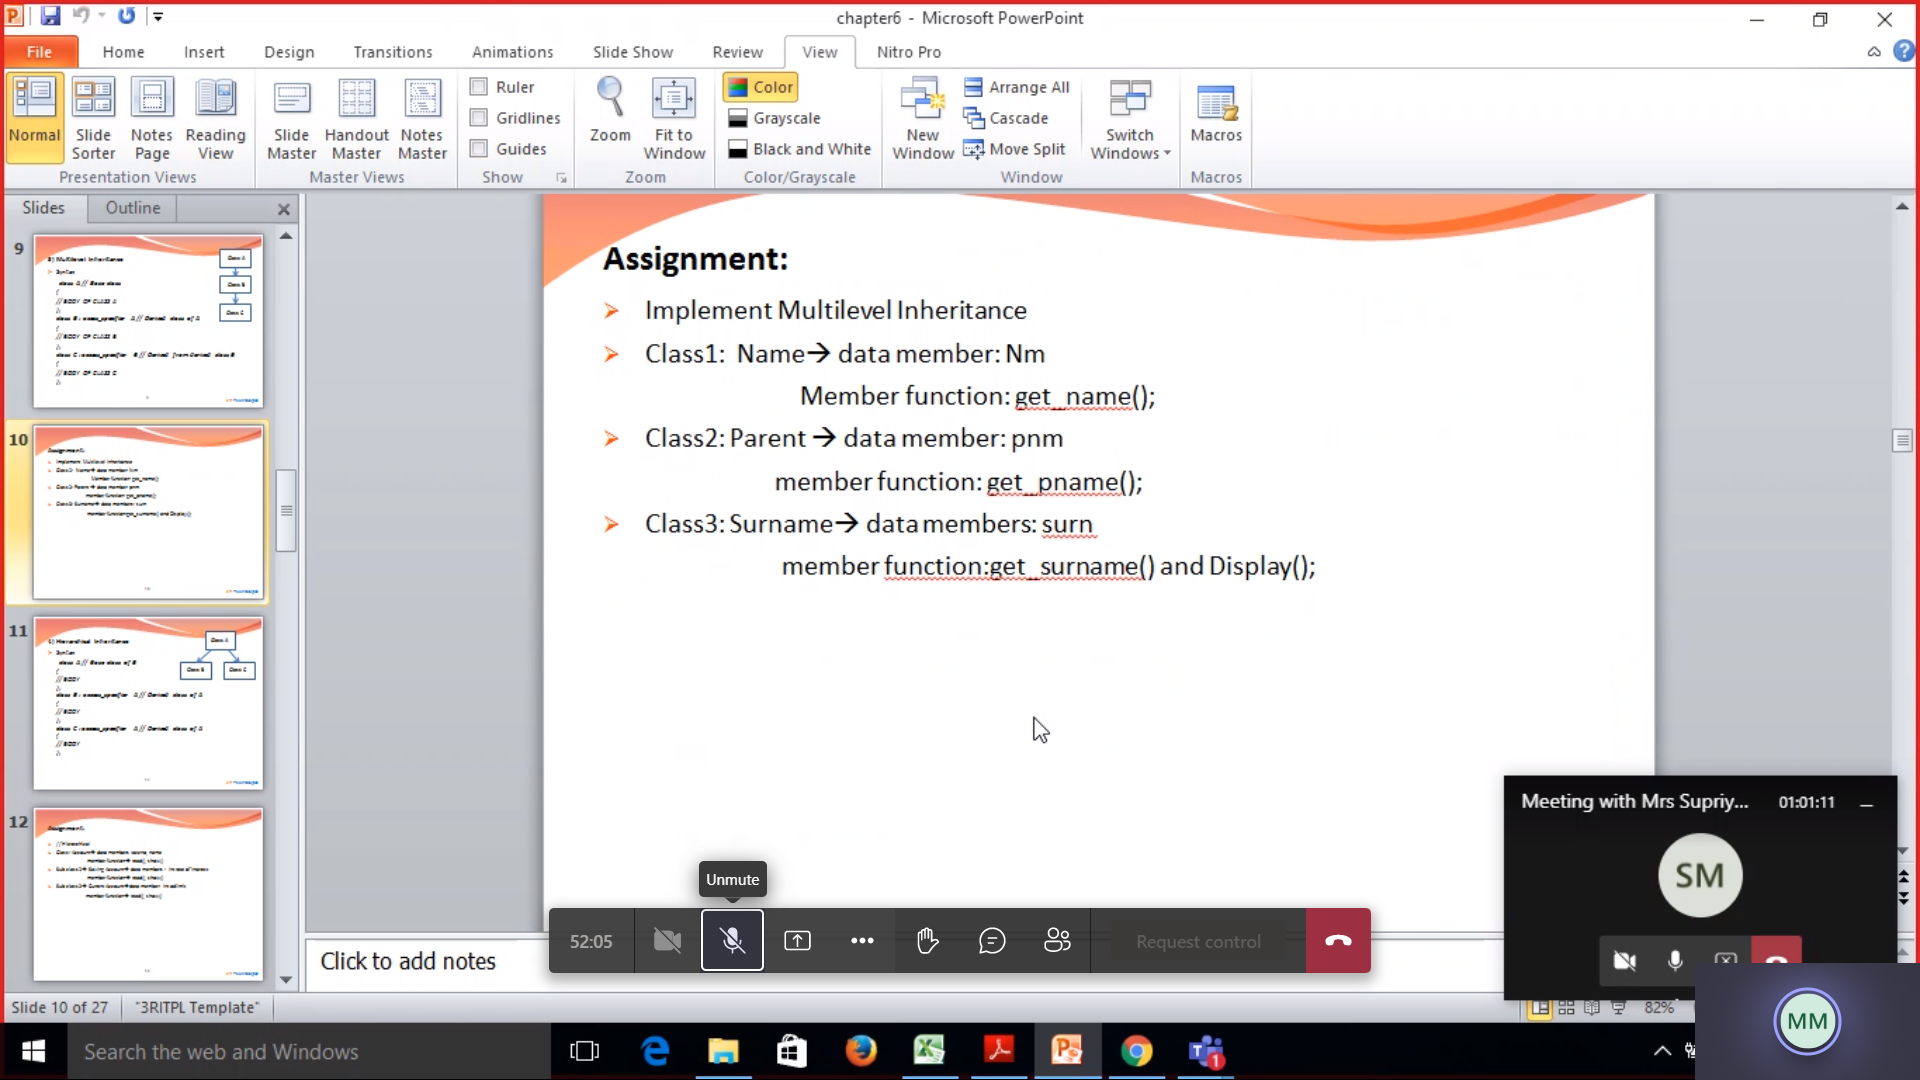 chapter6 - Microsoft PowerPoint
File Home Insert Design Transitions Animations Slide Show Review View Nitro Pro
Normal
Slide Sorter
Notes Page
Reading View
Presentation Views
Slide Master
Handout Master
Notes Master
Master Views
Ruler
Gridlines
Guides
Show
Zoom
Fit to Window
Zoom
Color
Grayscale
Black and White
Color/Grayscale
New Window
Arrange All
Cascade
Move Split
Switch Windows
Window
Macros
Macros
Slides Outline
9
10
11
12
Assignment:
Implement Multilevel Inheritance
Class1: Name→ data member: Nm
Member function: get_name();
Class2: Parent → data member: pnm
member function: get_pname();
Class3: Surname→ data members: surn
member function:get_surname() and Display();
Meeting with Mrs Supriy... 01:01:11
SM
Unmute
52:05
Request control
Click to add notes
Slide 10 of 27 "3RITPL Template"
82%
MM
Search the web and Windows
1